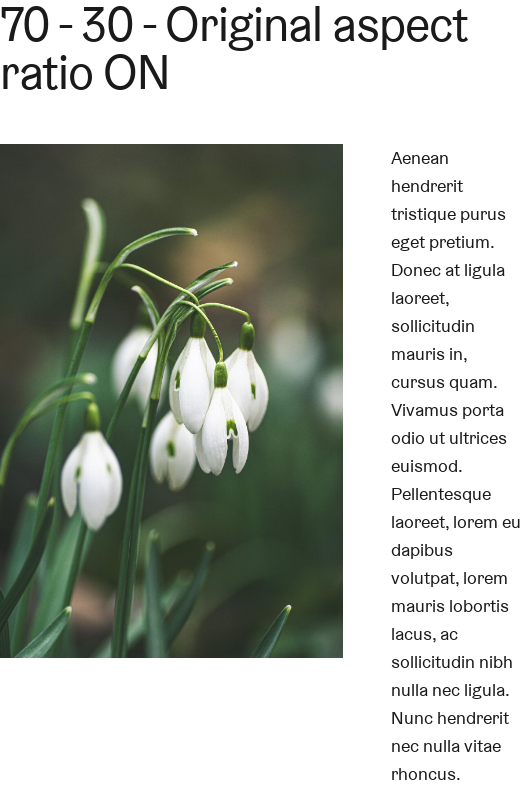 70 - 30 - Original aspect
ratio ON
Aenean
hendrerit
tristique purus
eget pretium.
Donec at ligula
laoreet,
sollicitudin
mauris in,
cursus quam.
Vivamus porta
odio ut ultrices
euismod.
Pellentesque
laoreet, lorem eu
dapibus
volutpat, lorem
mauris lobortis
lacus, ac
sollicitudin nibh
nulla nec ligula.
Nunc hendrerit
nec nulla vitae
rhoncus.